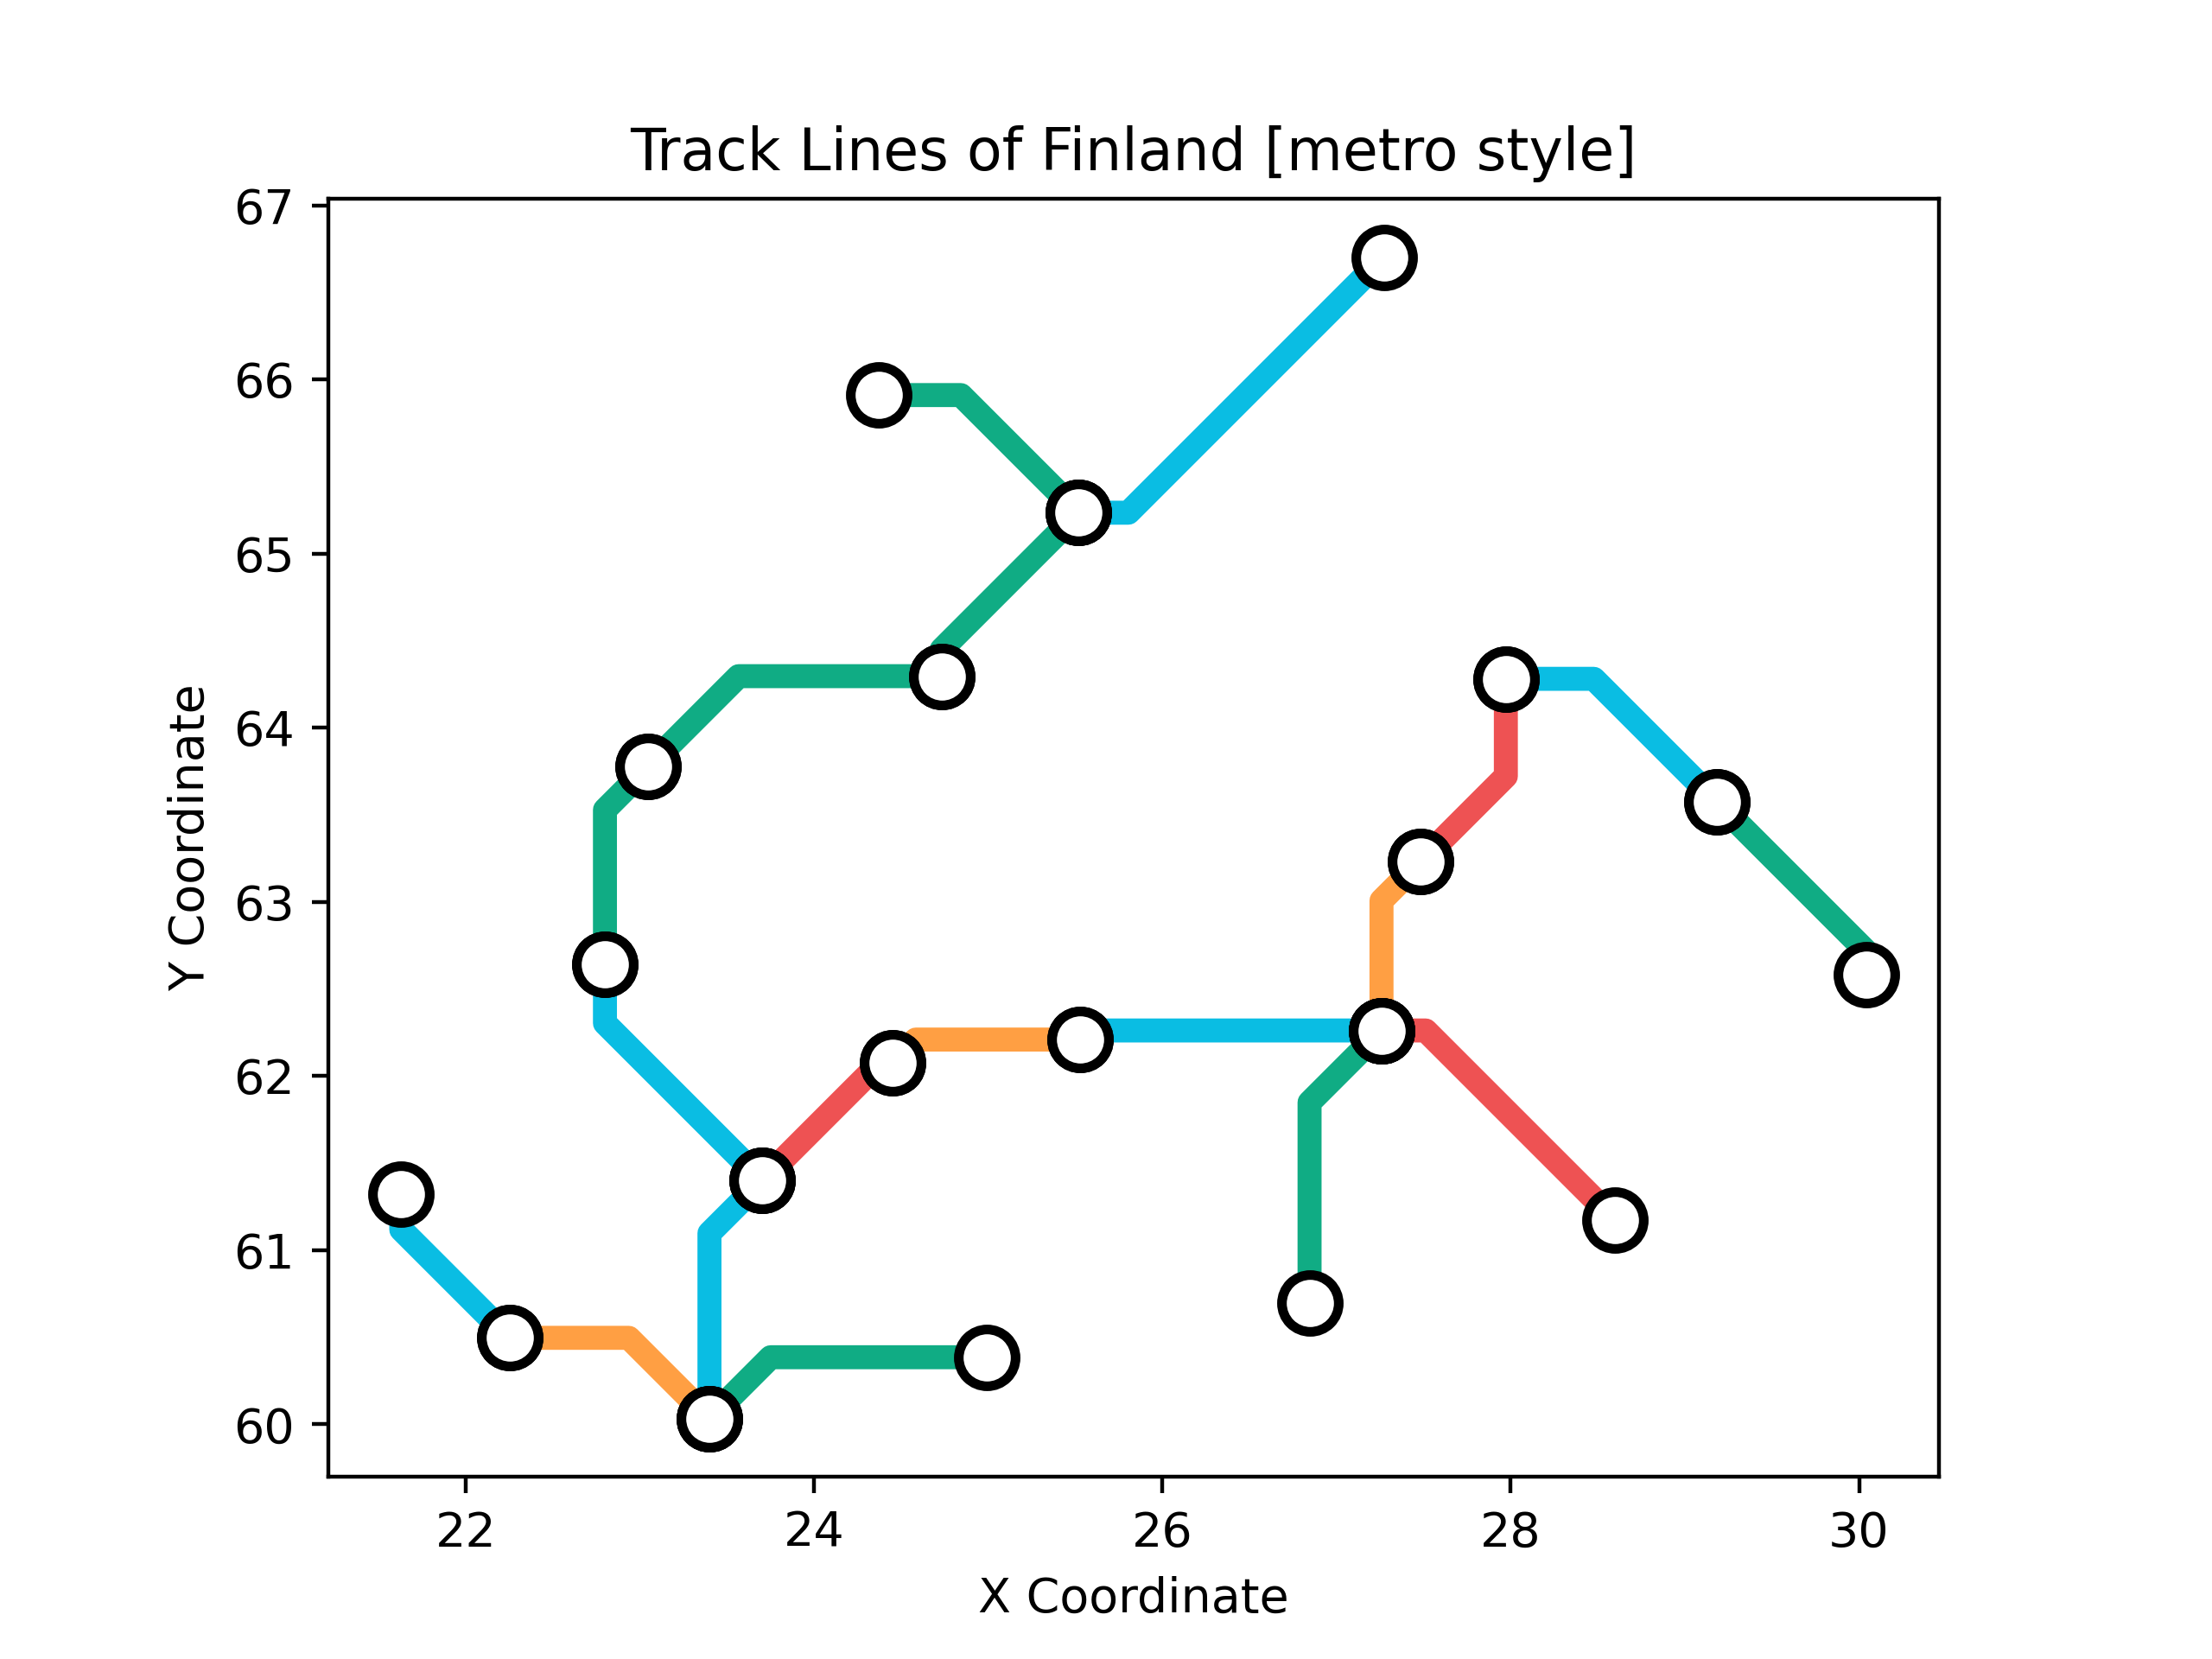 Track Lines of Finland [metro style]
67
66
65
64
63
62
61
60
Y Coordinate
22 24 26 28 30
X Coordinate